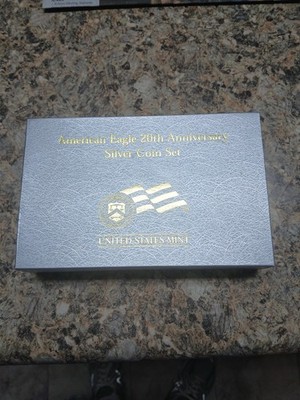 American Eagle 20th Anniversary
Silver Coin Set
UNITED STATES MINT